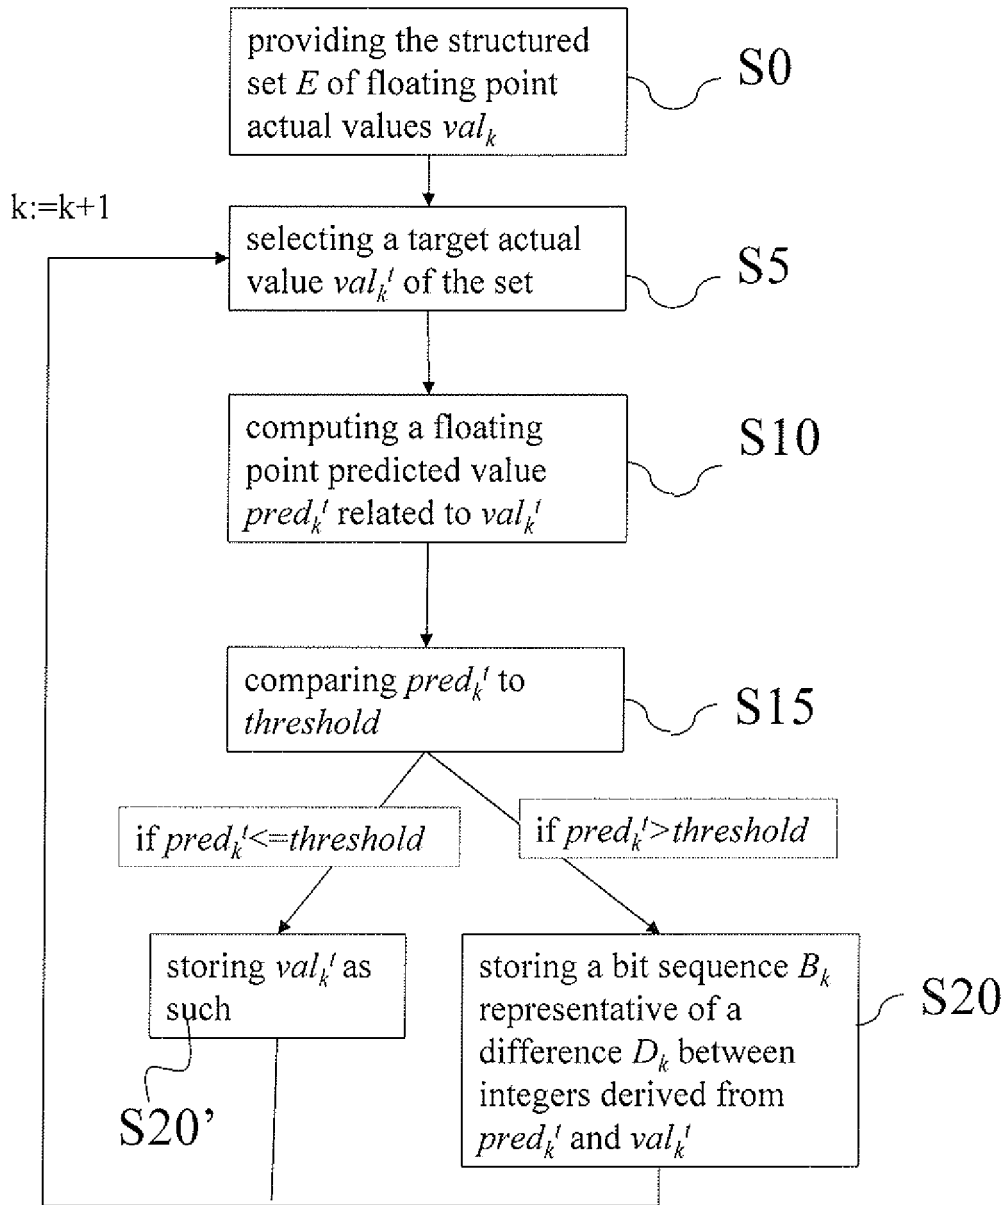 providing the structured
set E of floating point
actual values valₖ
S0
k:=k+1
selecting a target actual
value valₖᵗ of the set
S5
computing a floating
point predicted value
predₖᵗ related to valₖᵗ
S10
comparing predₖᵗ to
threshold
S15
if predₖᵗ<=threshold
if predₖᵗ>threshold
storing valₖᵗ as
such
S20’
storing a bit sequence Bₖ
representative of a
difference Dₖ between
integers derived from
predₖᵗ and valₖᵗ
S20